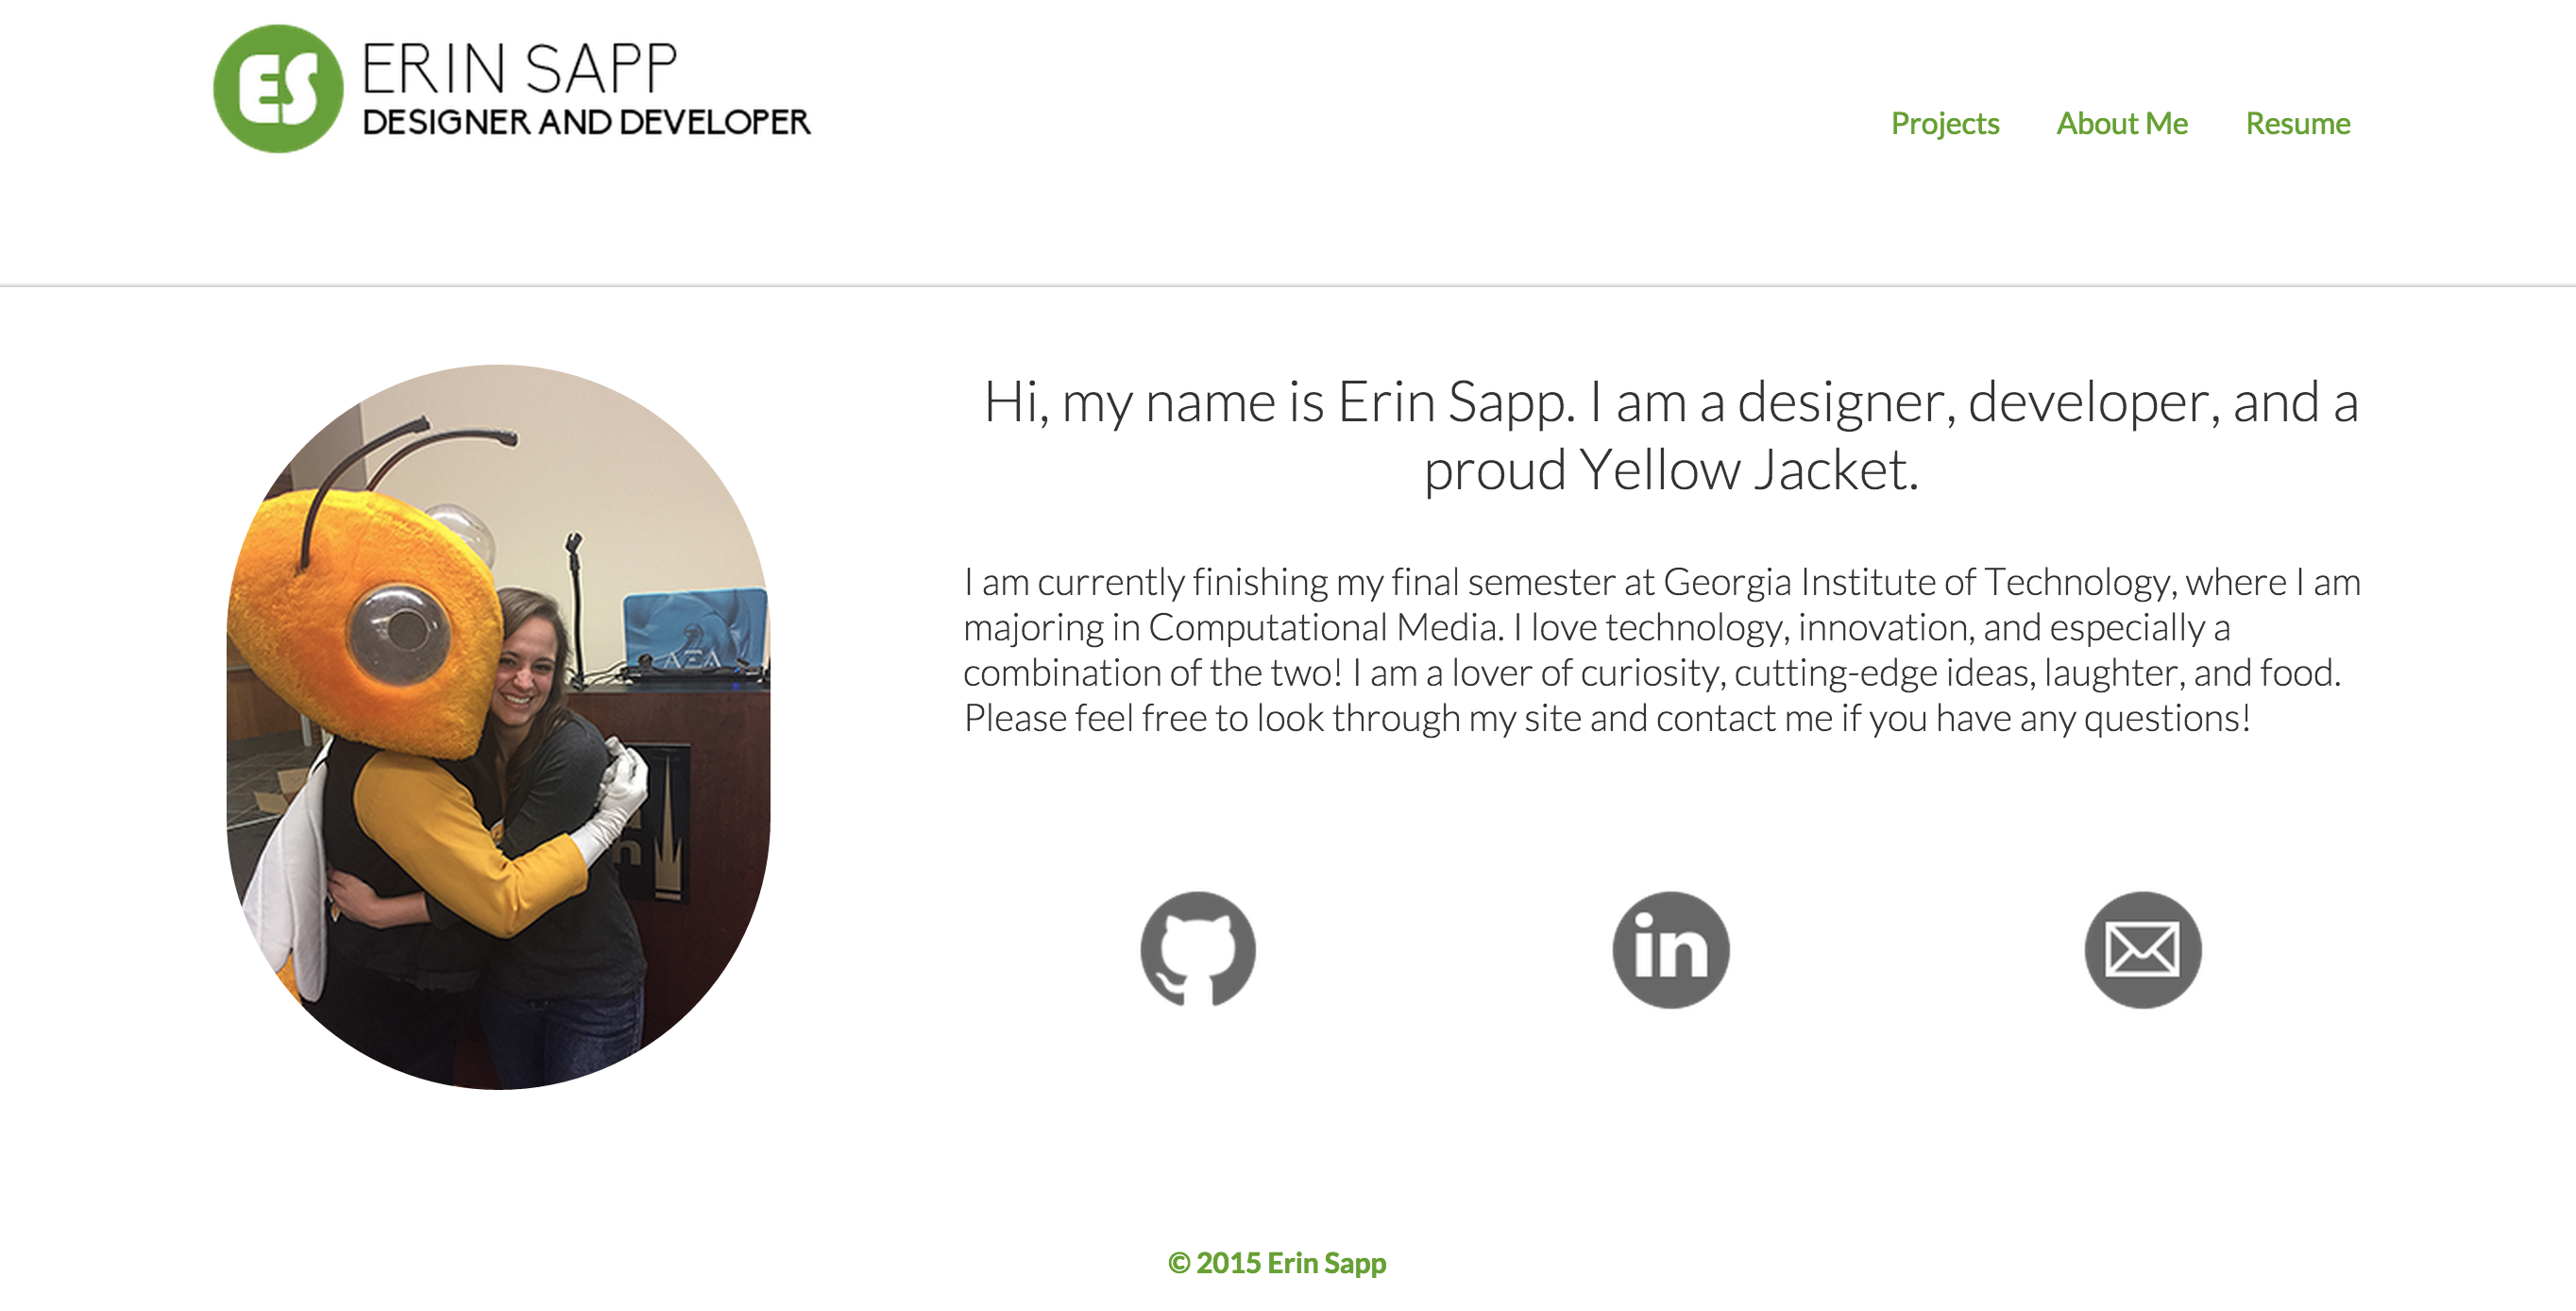 ES
ERIN SAPP
DESIGNER AND DEVELOPER
Projects
About Me
Resume
Hi, my name is Erin Sapp. I am a designer, developer, and a
proud Yellow Jacket.
I am currently finishing my final semester at Georgia Institute of Technology, where I am
majoring in Computational Media. I love technology, innovation, and especially a
combination of the two! I am a lover of curiosity, cutting-edge ideas, laughter, and food.
Please feel free to look through my site and contact me if you have any questions!
in
© 2015 Erin Sapp